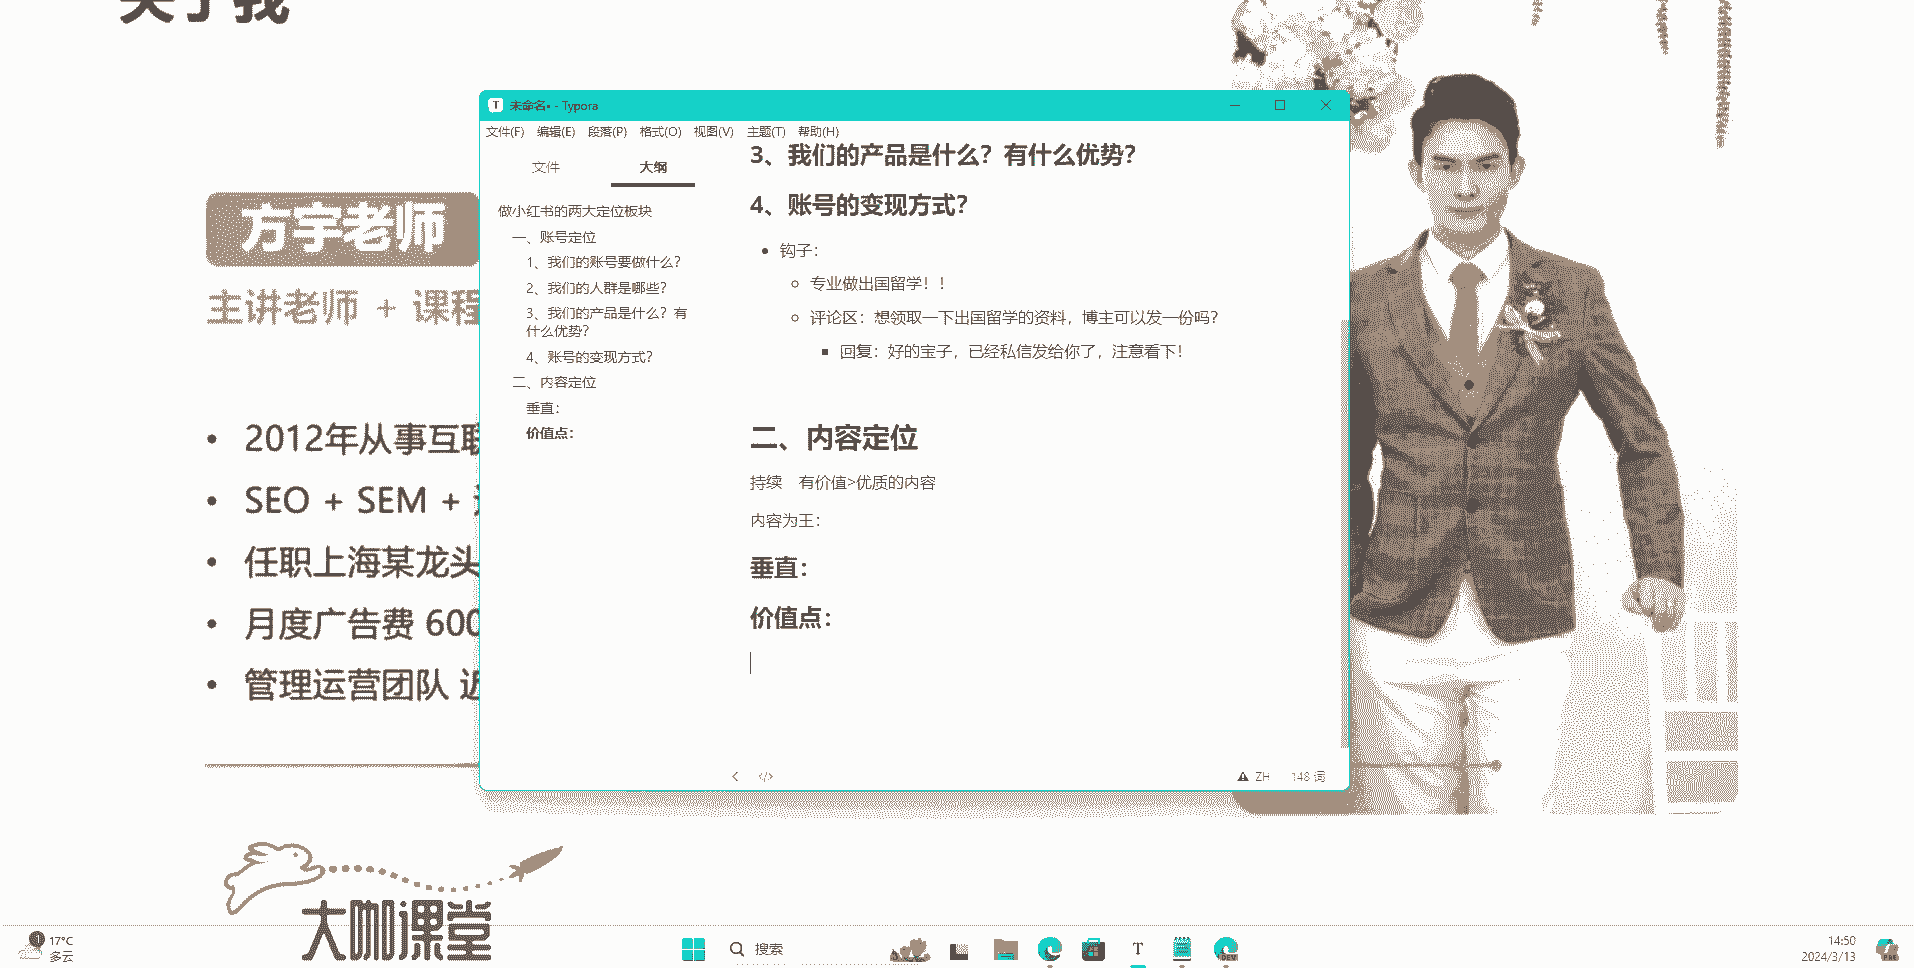 关于我
方宇老师
主讲老师 + 课程
2012年从事互联
SEO + SEM +
任职上海某龙头
月度广告费 600
管理运营团队 近
大咖课堂
未命名• - Typora
文件(F) 编辑(E) 段落(P) 格式(O) 视图(V) 主题(T) 帮助(H)
文件 大纲
做小红书的两大定位板块
一、账号定位
1、我们的账号要做什么？
2、我们的人群是哪些？
3、我们的产品是什么？有
什么优势？
4、账号的变现方式？
二、内容定位
垂直：
价值点：
3、我们的产品是什么？有什么优势？
4、账号的变现方式？
钩子：
专业做出国留学！！
评论区：想领取一下出国留学的资料，博主可以发一份吗？
回复：好的宝子，已经私信发给你了，注意看下！
二、内容定位
持续 有价值>优质的内容
内容为王：
垂直：
价值点：
ZH 148 词
1
17°C
多云
搜索
T
DEV
14:50
2024/3/13
PRE